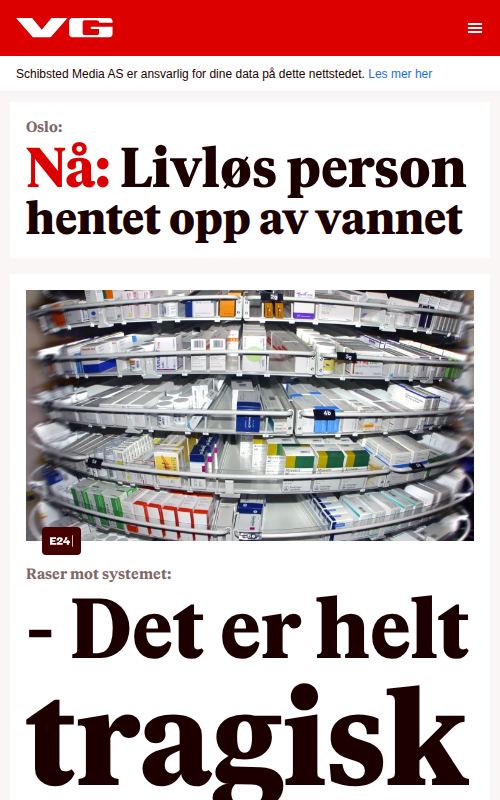 VG
Schibsted Media AS er ansvarlig for dine data på dette nettstedet. Les mer her
Oslo:
Nå: Livløs person
hentet opp av vannet
E24
Raser mot systemet:
- Det er helt
tragisk